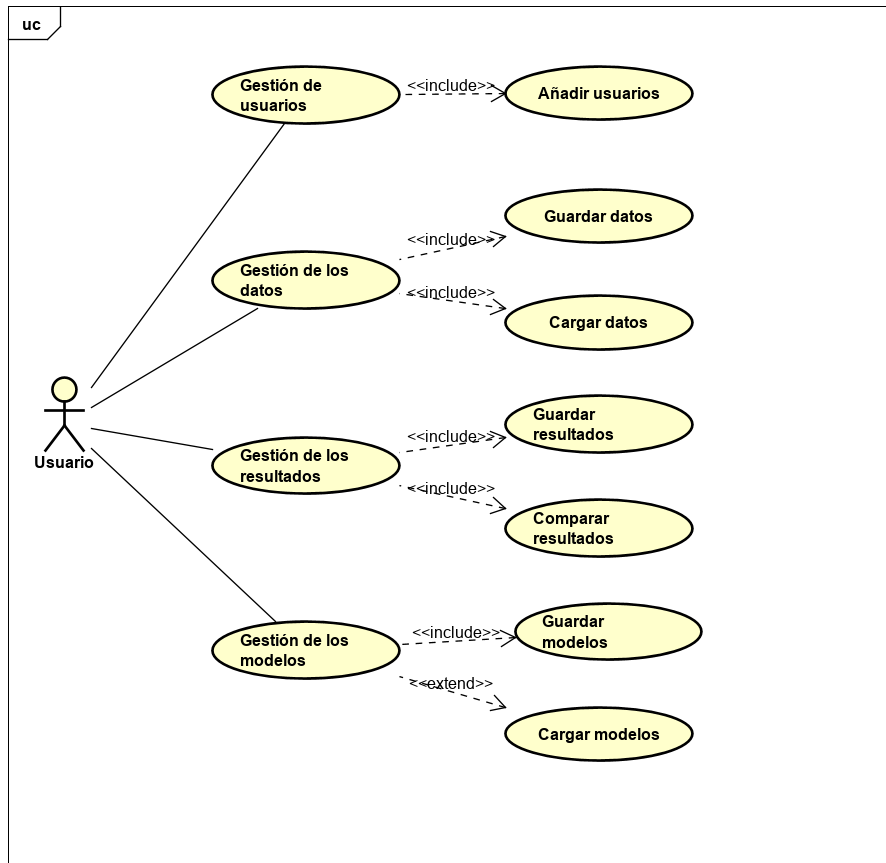 uc
Gestión de
usuarios
<<include>>
Añadir usuarios
Guardar datos
<<include>>
Gestión de los
datos
<<include>>
Cargar datos
Guardar
resultados
<<include>>
Gestión de los
resultados
<<include>>
Comparar
resultados
Usuario
Guardar
modelos
<<include>>
Gestión de los
modelos
<<extend>>
Cargar modelos